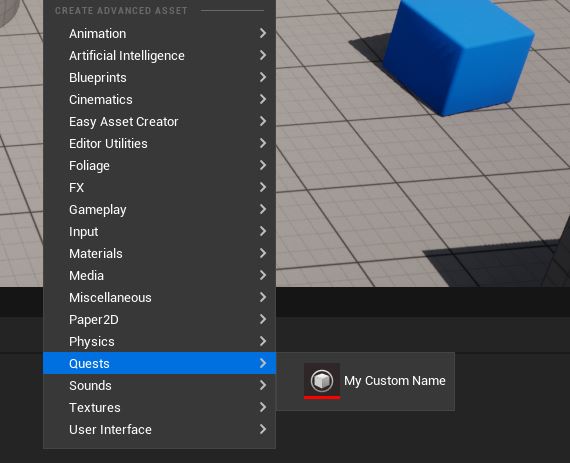 CREATE ADVANCED ASSET
Animation
Artificial Intelligence
Blueprints
Cinematics
Easy Asset Creator
Editor Utilities
Foliage
FX
Gameplay
Input
Materials
Media
Miscellaneous
Paper2D
Physics
Quests
My Custom Name
Sounds
Textures
User Interface